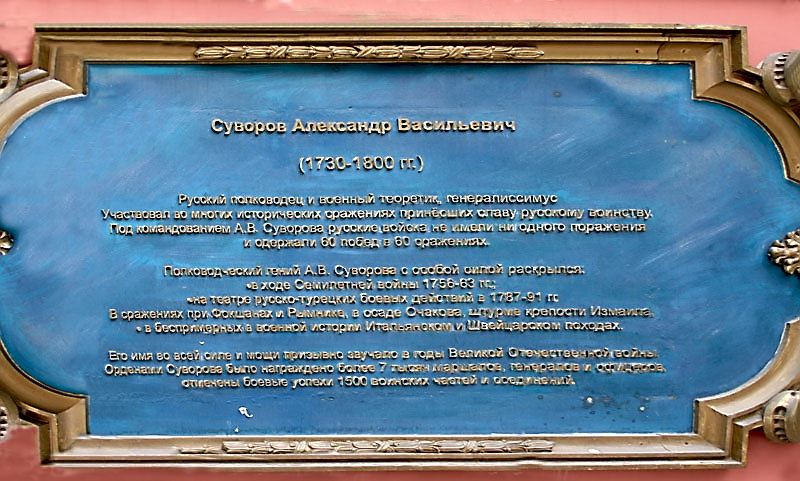 Суворов Александр Васильевич
(1730-1800 гг.)
Русский полководец и военный теоретик, генералиссимус
Участвовал во многих исторических сражениях принёсших славу русскому воинству.
Под командованием А.В. Суворова русские войска не имели ни одного поражения
и одержали 60 побед в 60 сражениях.
Полководческий гений А.В. Суворова с особой силой раскрылся:
•в ходе Семилетней войны 1756-63 гг.;
•на театре русско-турецких боевых действий в 1787-91 гг
В сражениях при Фокшанах и Рымнике, в осаде Очакова, штурме крепости Измаила,
• в беспримерных в военной истории Итальянском и Швейцарском походах.
Его имя во всей силе и мощи призывно звучало в годы Великой Отечественной войны.
Орденами Суворова было награждено более 7 тысяч маршалов, генералов и офицеров,
отмечены боевые успехи 1500 воинских частей и соединений.